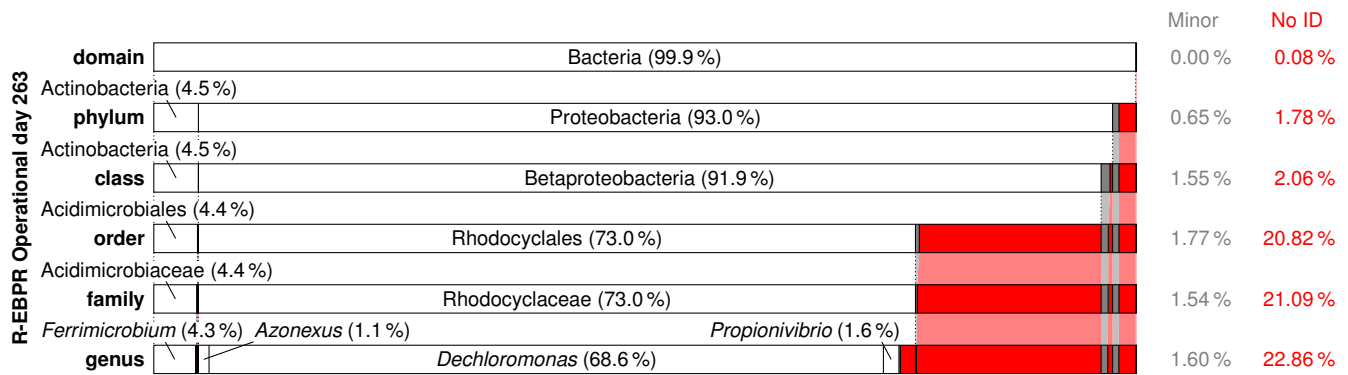 Minor No ID
domain Bacteria (99.9 %) 0.00 % 0.08 %
Actinobacteria (4.5 %)
phylum Proteobacteria (93.0 %) 0.65 % 1.78 %
Actinobacteria (4.5 %)
class Betaproteobacteria (91.9 %) 1.55 % 2.06 %
Acidimicrobiales (4.4 %)
order Rhodocyclales (73.0 %) 1.77 % 20.82 %
Acidimicrobiaceae (4.4 %)
family Rhodocyclaceae (73.0 %) 1.54 % 21.09 %
Ferrimicrobium (4.3 %) Azonexus (1.1 %) Propionivibrio (1.6 %)
genus Dechloromonas (68.6 %) 1.60 % 22.86 %
R-EBPR Operational day 263